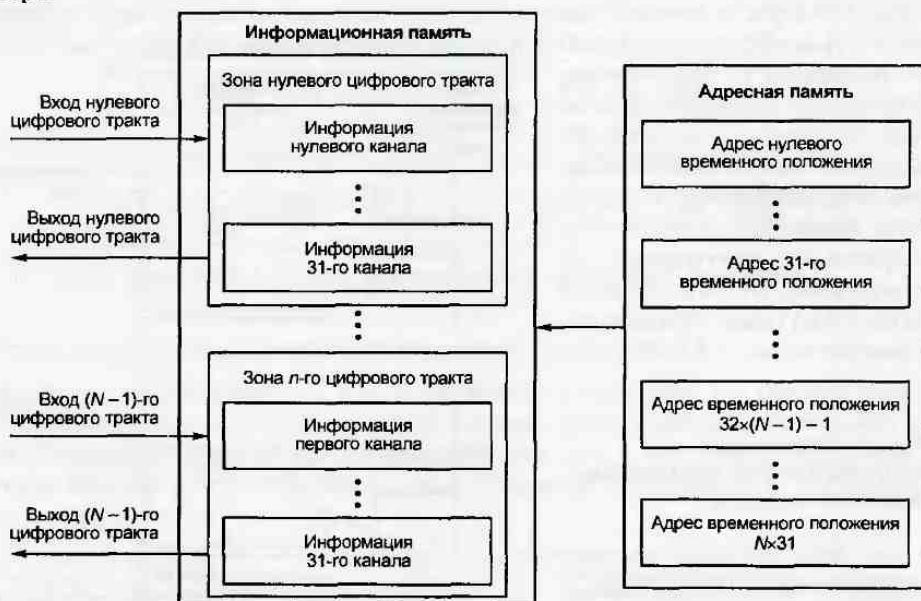 Информационная память
Зона нулевого цифрового тракта
Вход нулевого
цифрового тракта
Информация
нулевого канала
Выход нулевого
цифрового тракта
Информация
31-го канала
Зона n-го цифрового тракта
Вход (N – 1)-го
цифрового тракта
Информация
первого канала
Выход (N – 1)-го
цифрового тракта
Информация
31-го канала
Адресная память
Адрес нулевого
временного положения
Адрес 31-го
временного положения
Адрес временного положения
32×(N – 1) – 1
Адрес временного положения
N×31